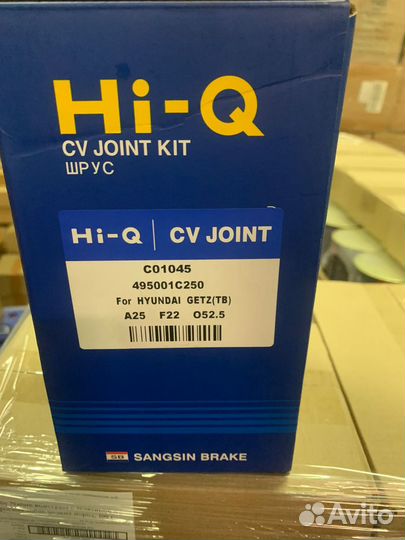 Hi-Q
CV JOINT KIT
ШРУС
Hi-Q | CV JOINT
C01045
495001C250
For HYUNDAI GETZ(TB)
A25 F22 O52.5
SB SANGSIN BRAKE
Avito